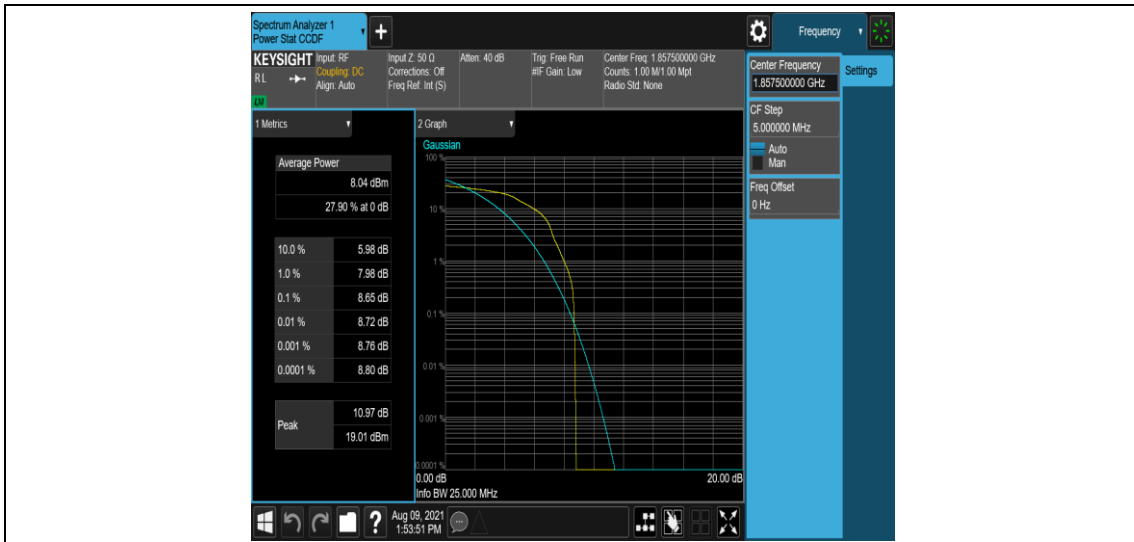 Spectrum Analyzer 1
Power Stat CCDF
+
Frequency
KEYSIGHT
RL
LM
Input: RF
Coupling: DC
Align: Auto
Input Z: 50 Ω
Corrections: Off
Freq Ref: Int (S)
Atten: 40 dB
Trig: Free Run
#IF Gain: Low
Center Freq: 1.857500000 GHz
Counts: 1.00 M/1.00 Mpt
Radio Std: None
Center Frequency
1.857500000 GHz
Settings
CF Step
5.000000 MHz
Auto
Man
Freq Offset
0 Hz
1 Metrics
Average Power
8.04 dBm
27.90 % at 0 dB
10.0 % 5.98 dB
1.0 % 7.98 dB
0.1 % 8.65 dB
0.01 % 8.72 dB
0.001 % 8.76 dB
0.0001 % 8.80 dB
Peak
10.97 dB
19.01 dBm
2 Graph
Gaussian
100 %
10 %
1 %
0.1 %
0.01 %
0.001 %
0.0001 %
0.00 dB 20.00 dB
Info BW 25.000 MHz
?
Aug 09, 2021
1:53:51 PM